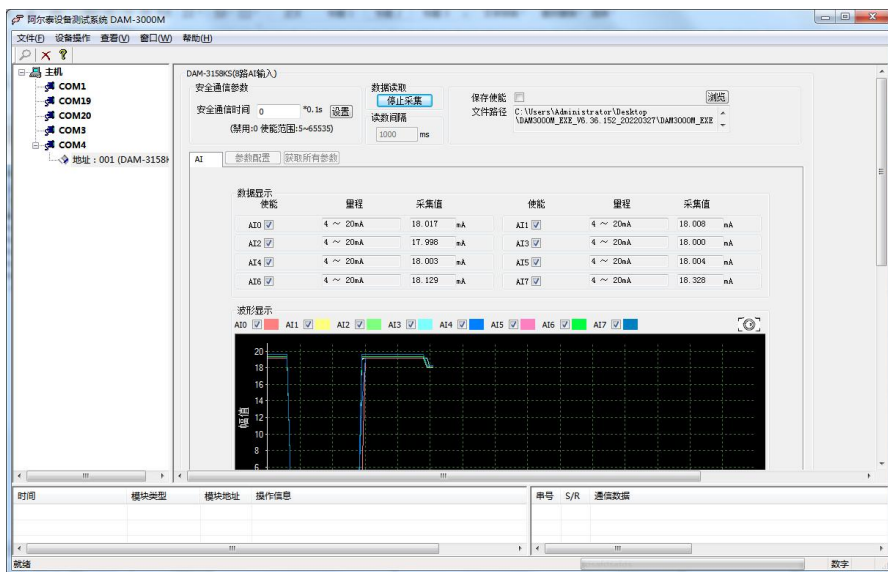 阿尔泰设备测试系统 DAM-3000M
文件(F) 设备操作 查看(V) 窗口(W) 帮助(H)
主机
COM1
COM19
COM20
COM3
COM4
地址：001 (DAM-3158K
DAM-3158KS(8路AI输入)
安全通信参数
安全通信时间 0 *0.1s 设置
(禁用:0 使能范围:5~65535)
数据读取
停止采集
读数间隔
1000 ms
保存使能 浏览
文件路径 C:\Users\Administrator\Desktop
\DAM3000M_EXE_V6.36.152_20220327\DAM3000M_EXE
AI 参数配置 获取所有参数
数据显示
使能 量程 采集值 使能 量程 采集值
AI0 4 ～ 20mA 18.017 mA AI1 4 ～ 20mA 18.008 mA
AI2 4 ～ 20mA 17.998 mA AI3 4 ～ 20mA 18.000 mA
AI4 4 ～ 20mA 18.003 mA AI5 4 ～ 20mA 18.004 mA
AI6 4 ～ 20mA 18.129 mA AI7 4 ～ 20mA 18.328 mA
波形显示
AI0 AI1 AI2 AI3 AI4 AI5 AI6 AI7
20
18
16
14
12
10
8
6
幅值
时间 模块类型 模块地址 操作信息 串号 S/R 通信数据
就绪 数字